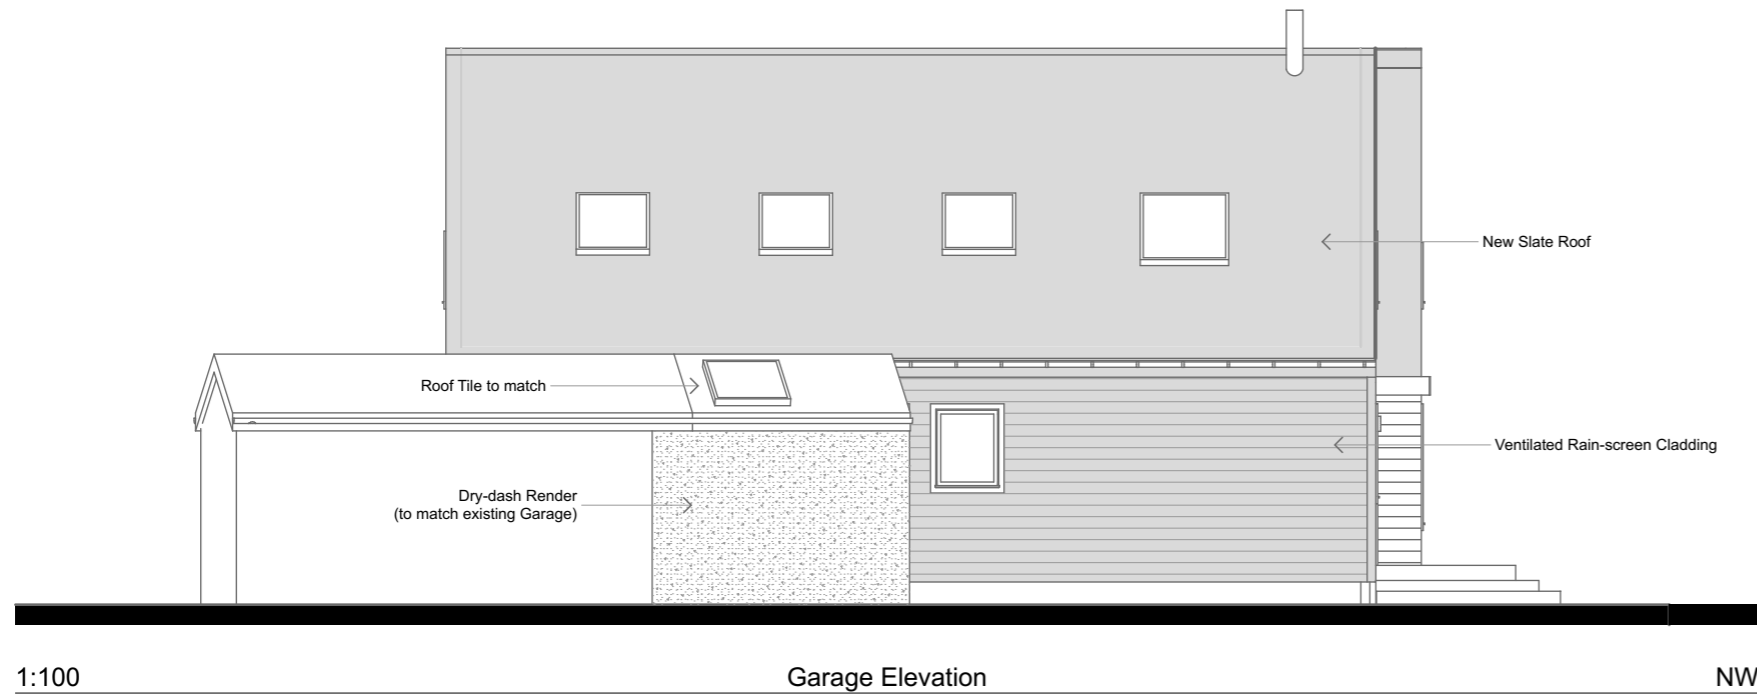 New Slate Roof
Roof Tile to match
Ventilated Rain-screen Cladding
Dry-dash Render
(to match existing Garage)
1:100
Garage Elevation
NW